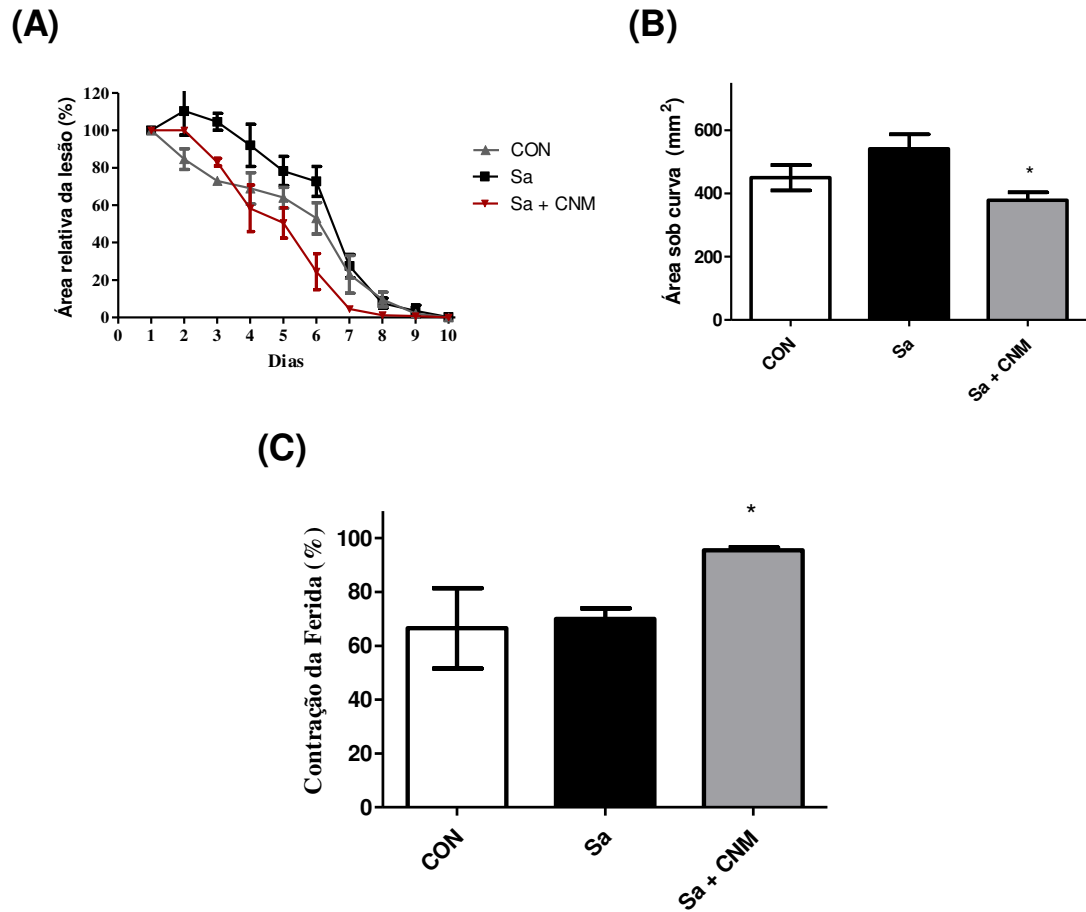 (A)
Área relativa da lesão (%)
120
100
80
60
40
20
0
0 1 2 3 4 5 6 7 8 9 10
Dias
CON
Sa
Sa + CNM
(B)
Área sob curva (mm²)
600
400
200
0
CON
Sa
Sa + CNM
*
(C)
Contração da Ferida (%)
100
80
60
40
20
0
CON
Sa
Sa + CNM
*